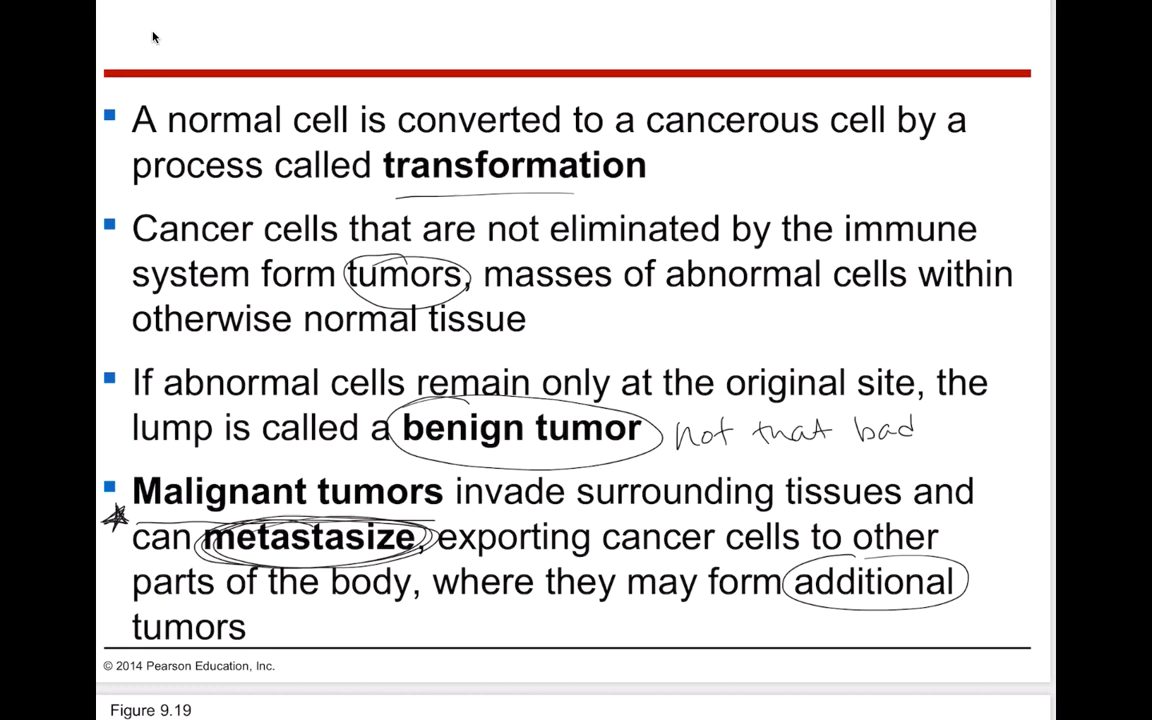 A normal cell is converted to a cancerous cell by a
process called transformation
Cancer cells that are not eliminated by the immune
system form tumors, masses of abnormal cells within
otherwise normal tissue
If abnormal cells remain only at the original site, the
lump is called a benign tumor not that bad
Malignant tumors invade surrounding tissues and
can metastasize, exporting cancer cells to other
parts of the body, where they may form additional
tumors
© 2014 Pearson Education, Inc.
Figure 9.19